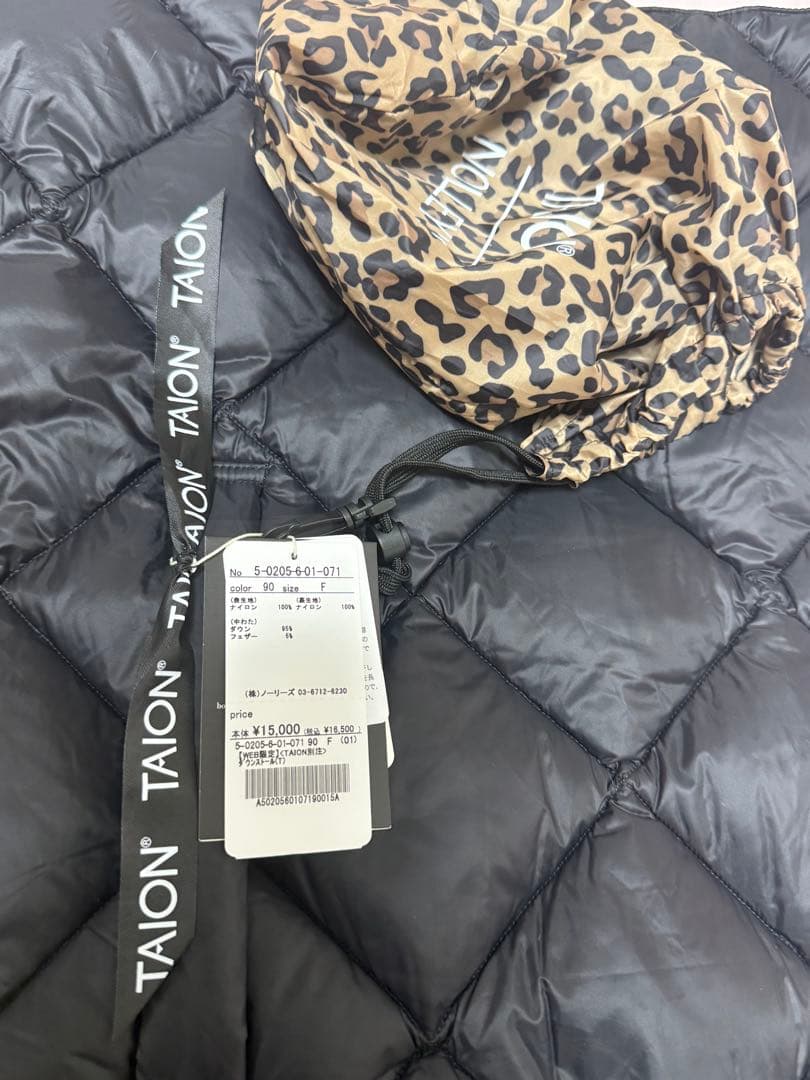 TAION®
TAION®
TAION®
TAION®
TAION®
No 5-0205-6-01-071
color 90 size F
(表生地) (裏生地)
ナイロン 100% ナイロン 100%
(中わた)
ダウン 95%
フェザー 5%
(株)ノーリーズ 03-6712-6230
price
本体 ¥15,000 (税込 ¥16,500)
5-0205-6-01-071 90 F (01)
【WEB限定】<TAION別注>
ダウンストール(T)
A5020560107190015A